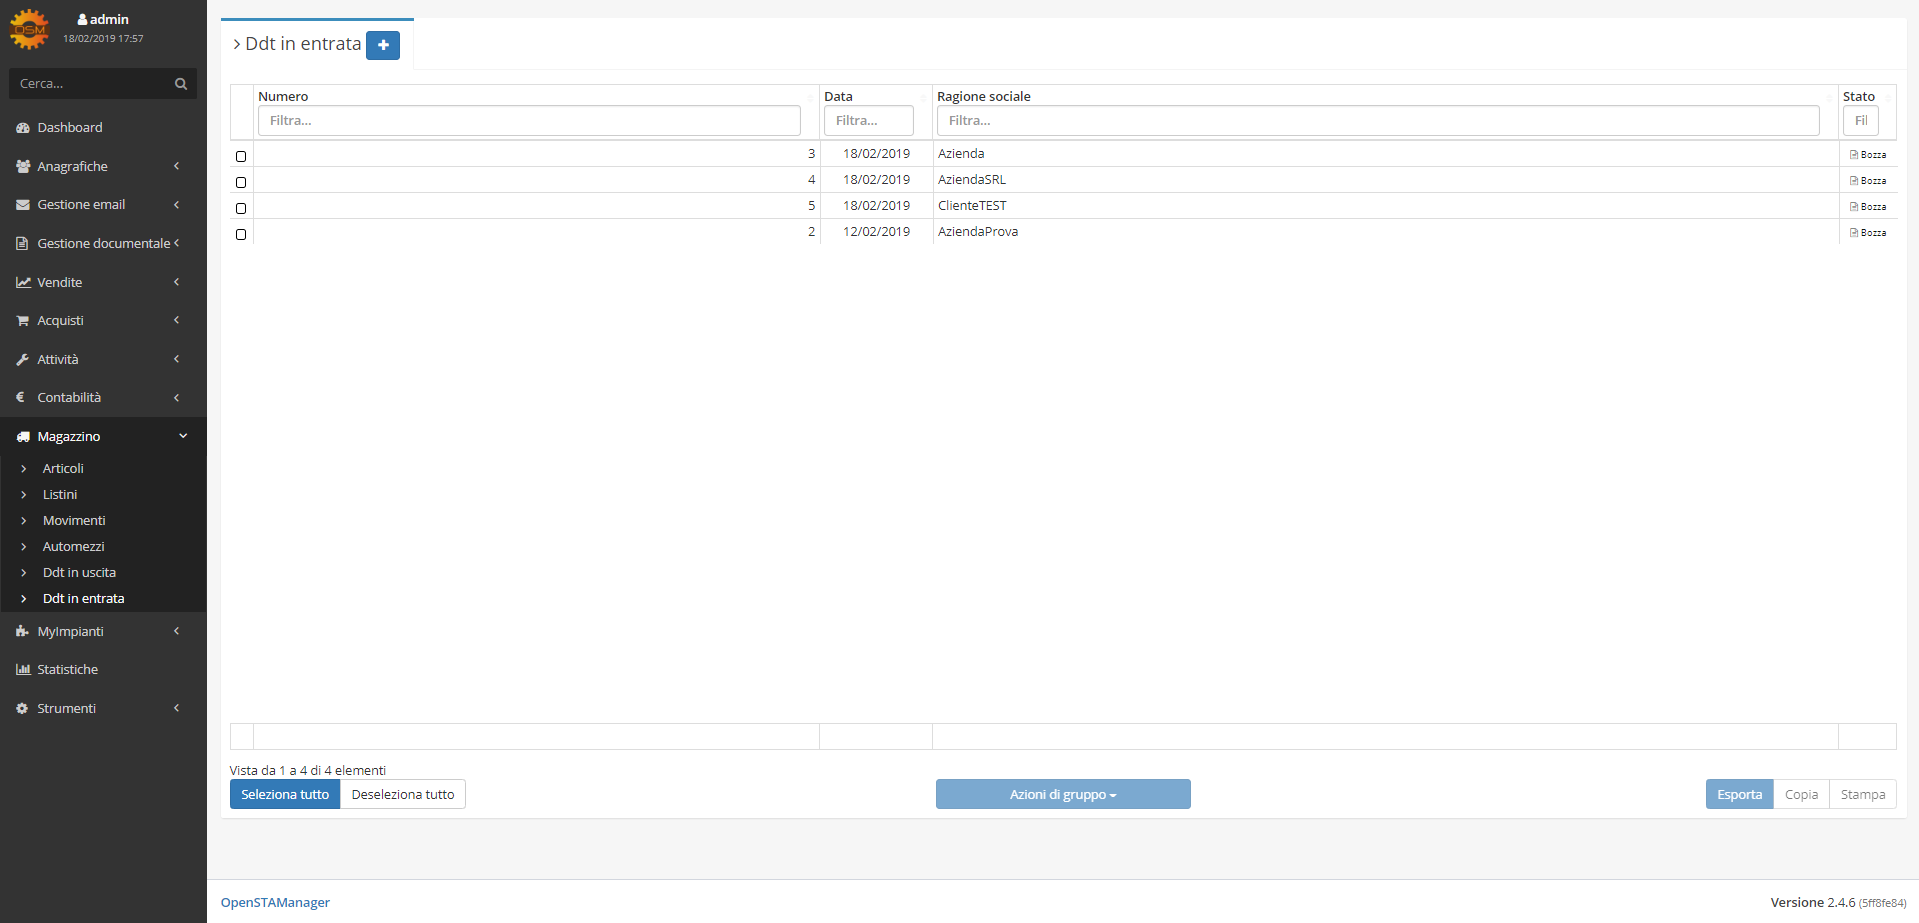 OSM
admin
18/02/2019 17:57
Cerca...
Dashboard
Anagrafiche
Gestione email
Gestione documentale
Vendite
Acquisti
Attività
€ Contabilità
Magazzino
Articoli
Listini
Movimenti
Automezzi
Ddt in uscita
Ddt in entrata
MyImpianti
Statistiche
Strumenti
Ddt in entrata
Numero Data Ragione sociale Stato
Filtra... Filtra... Filtra... Fil
3 18/02/2019 Azienda Bozza
4 18/02/2019 AziendaSRL Bozza
5 18/02/2019 ClienteTEST Bozza
2 12/02/2019 AziendaProva Bozza
Vista da 1 a 4 di 4 elementi
Seleziona tutto Deseleziona tutto Azioni di gruppo Esporta Copia Stampa
OpenSTAManager Versione 2.4.6 (5ff8fe84)